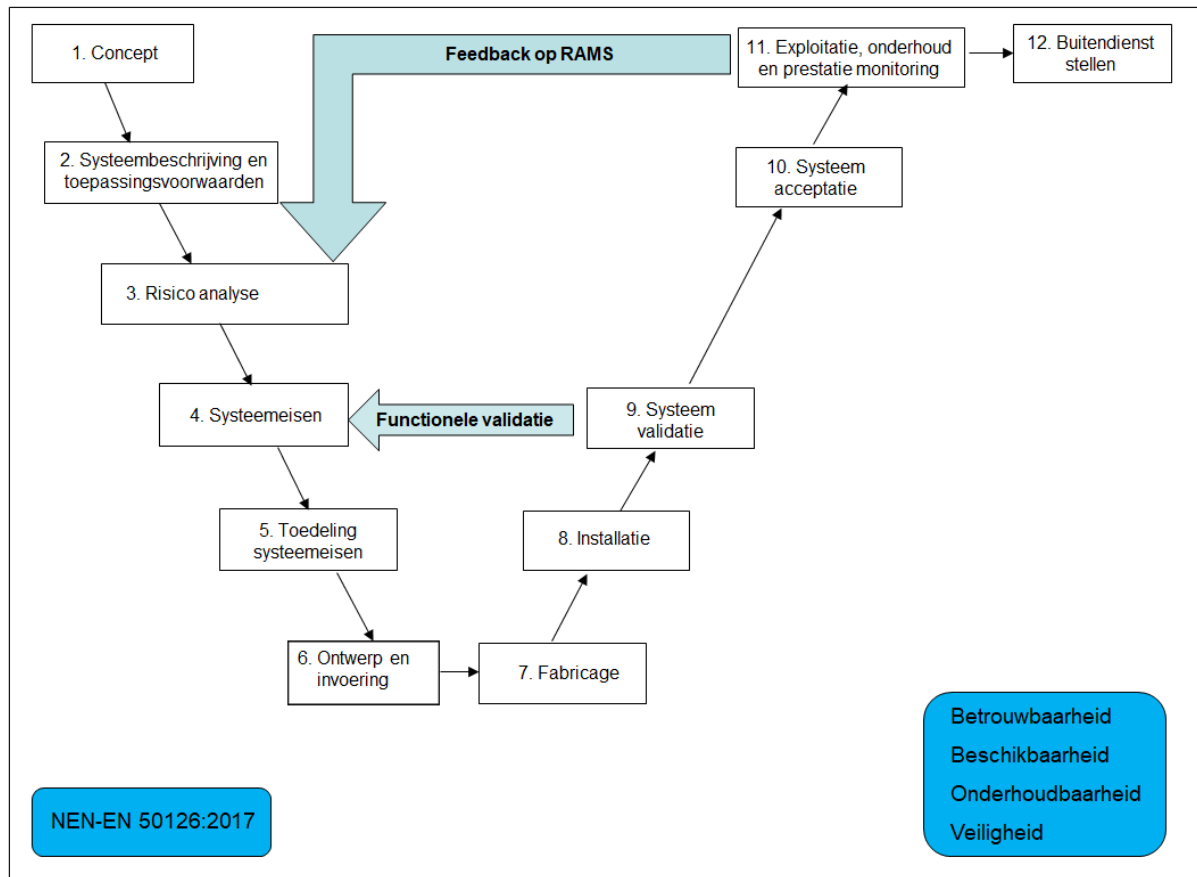 1. Concept
Feedback op RAMS
11. Exploitatie, onderhoud
en prestatie monitoring
12. Buitendienst
stellen
2. Systeembeschrijving en
toepassingsvoorwaarden
10. Systeem
acceptatie
3. Risico analyse
4. Systeemeisen
Functionele validatie
9. Systeem
validatie
5. Toedeling
systeemeisen
8. Installatie
6. Ontwerp en
invoering
7. Fabricage
Betrouwbaarheid
Beschikbaarheid
Onderhoudbaarheid
Veiligheid
NEN-EN 50126:2017